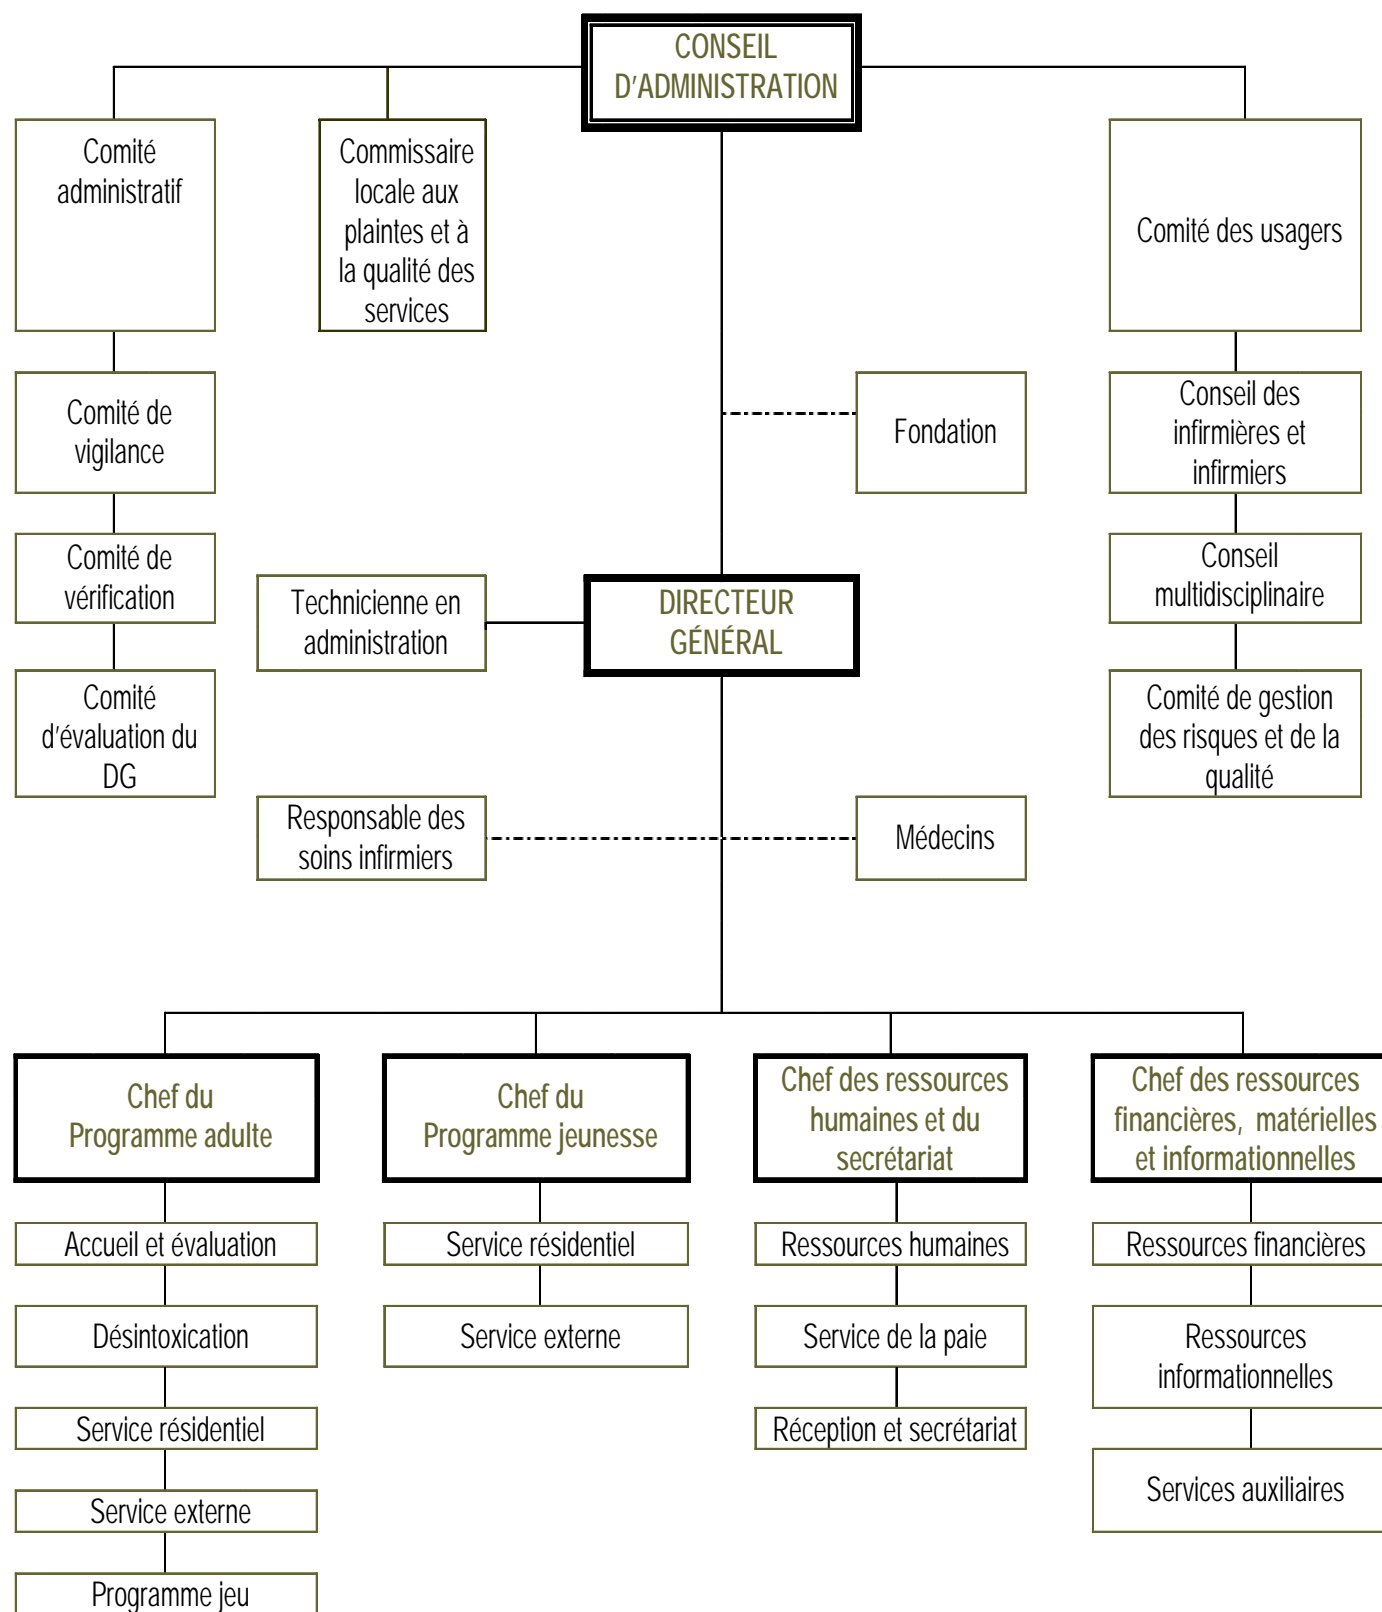 CONSEIL
D'ADMINISTRATION
Comité
administratif
Commissaire
locale aux
plaintes et à
la qualité des
services
Comité des usagers
Comité de
vigilance
Fondation
Conseil des
infirmières et
infirmiers
Comité de
vérification
Technicienne en
administration
DIRECTEUR
GÉNÉRAL
Conseil
multidisciplinaire
Comité
d'évaluation du
DG
Comité de gestion
des risques et de la
qualité
Responsable des
soins infirmiers
Médecins
Chef du
Programme adulte
Chef du
Programme jeunesse
Chef des ressources
humaines et du
secrétariat
Chef des ressources
financières, matérielles
et informationnelles
Accueil et évaluation
Service résidentiel
Ressources humaines
Ressources financières
Désintoxication
Service externe
Service de la paie
Ressources
informationnelles
Service résidentiel
Réception et secrétariat
Services auxiliaires
Service externe
Programme jeu